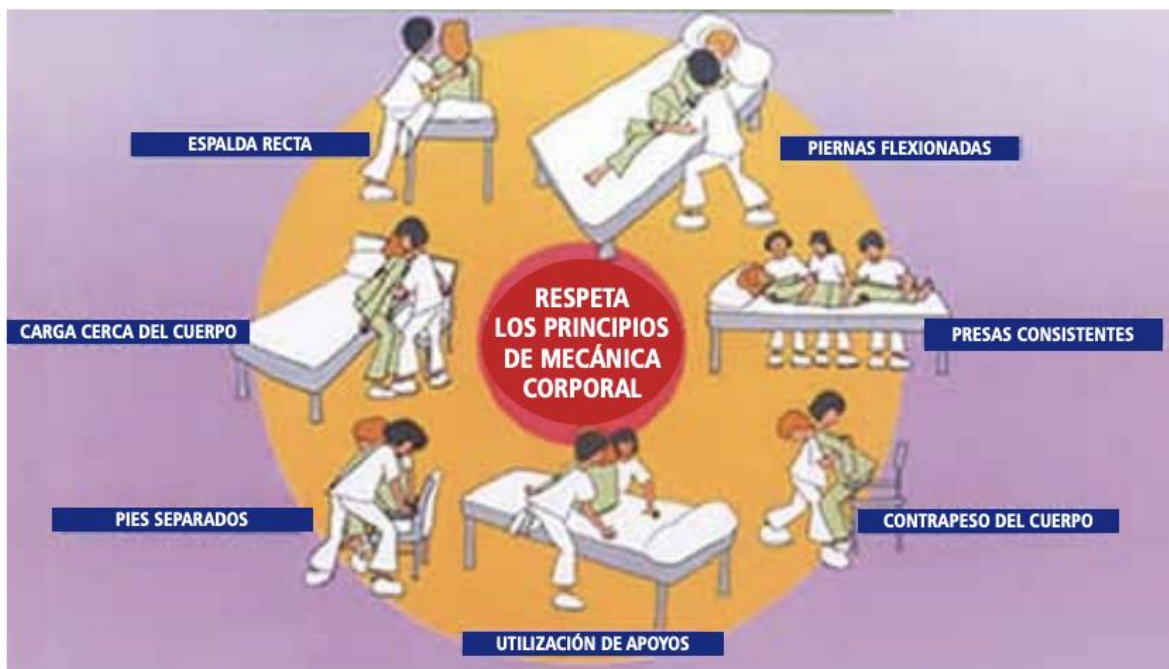 ESPALDA RECTA
PIERNAS FLEXIONADAS
RESPETA
LOS PRINCIPIOS
DE MECÁNICA
CORPORAL
CARGA CERCA DEL CUERPO
PRESAS CONSISTENTES
PIES SEPARADOS
CONTRAPESO DEL CUERPO
UTILIZACIÓN DE APOYOS